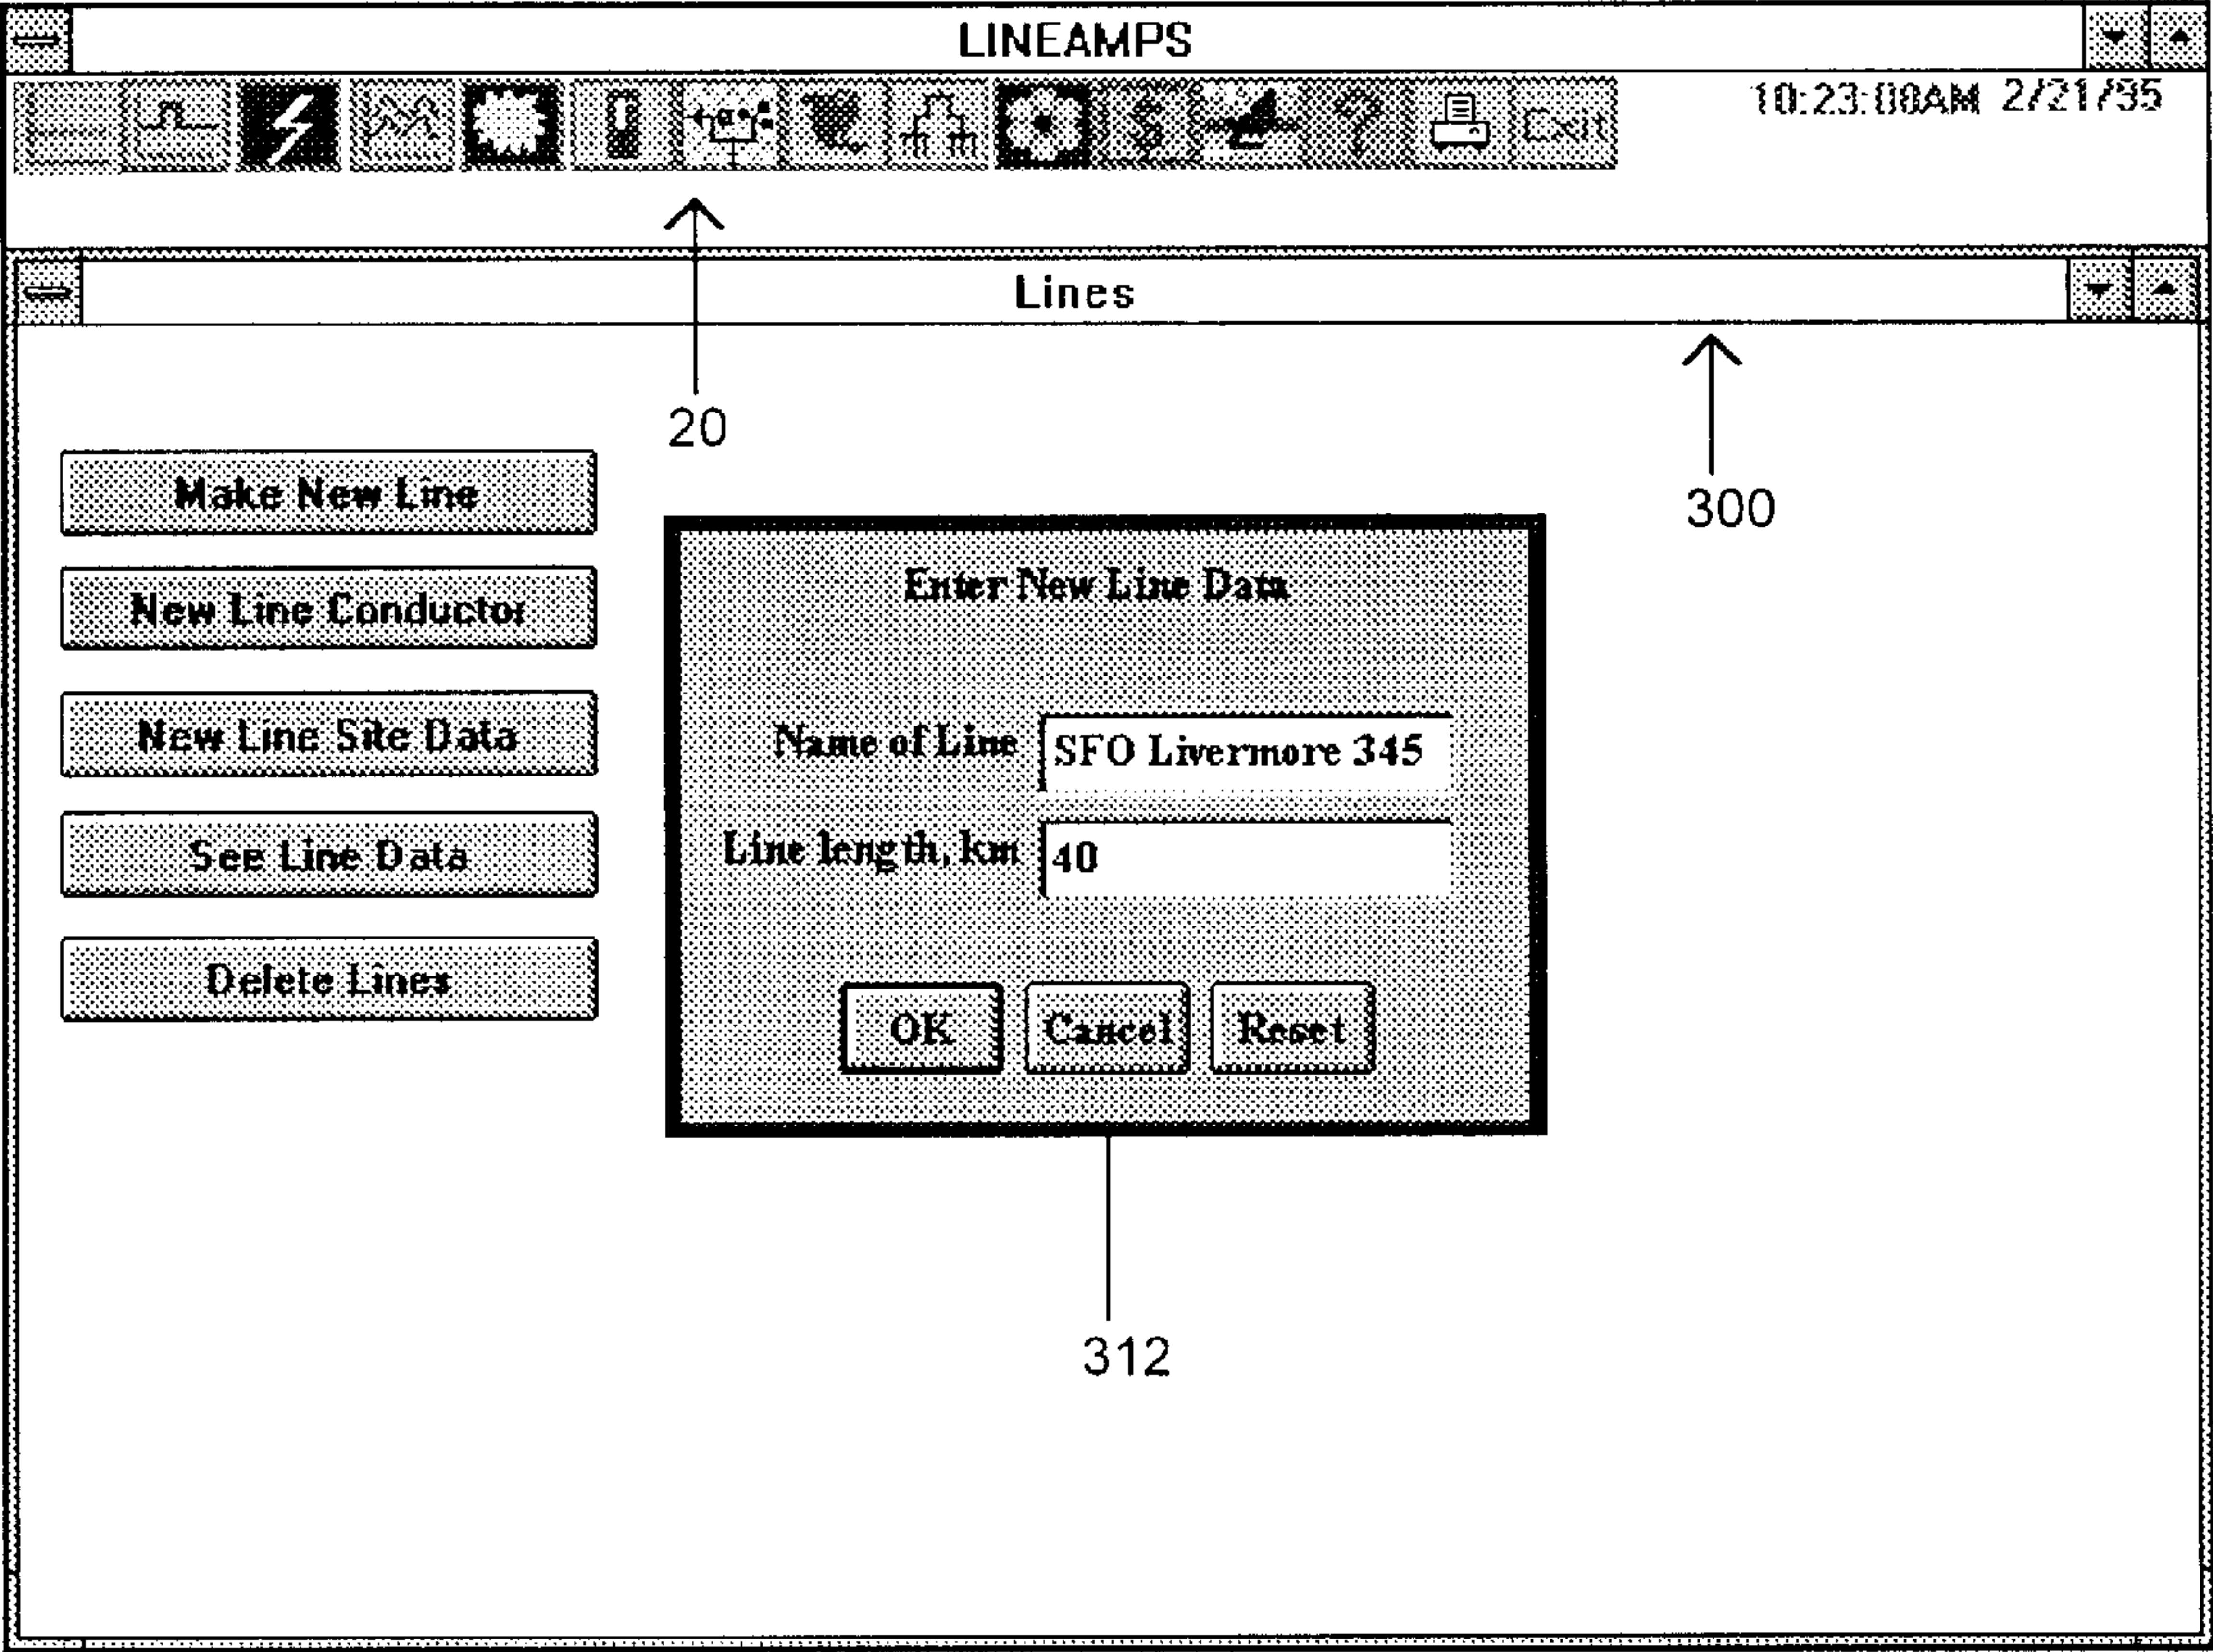 LINEAMPS
$ ? Exit
10:23:00AM 2/21/95
Lines
20
300
Make New Line
New Line Conductor
New Line Site Data
See Line Data
Delete Lines
Enter New Line Data
Name of Line SFO Livermore 345
Line length, km 40
OK Cancel Reset
312